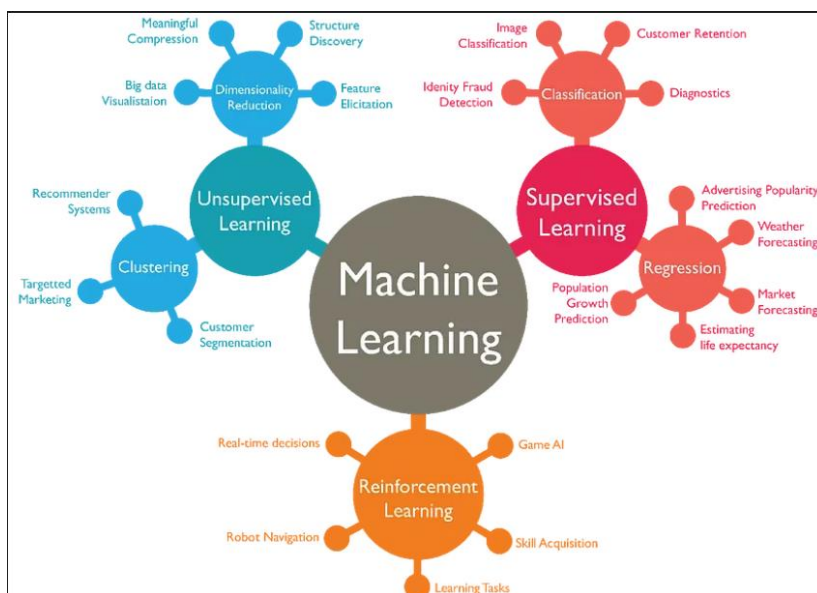 Machine
Learning
Unsupervised
Learning
Dimensionality
Reduction
Meaningful
Compression
Structure
Discovery
Big data
Visualistaion
Feature
Elicitation
Clustering
Recommender
Systems
Targetted
Marketing
Customer
Segmentation
Supervised
Learning
Classification
Image
Classification
Customer Retention
Idenity Fraud
Detection
Diagnostics
Regression
Advertising Popularity
Prediction
Weather
Forecasting
Market
Forecasting
Estimating
life expectancy
Population
Growth
Prediction
Reinforcement
Learning
Real-time decisions
Game AI
Robot Navigation
Skill Acquisition
Learning Tasks